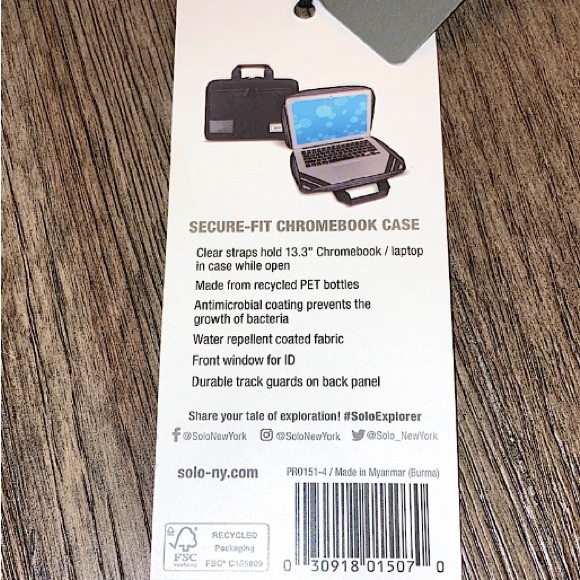 SECURE-FIT CHROMEBOOK CASE
Clear straps hold 13.3" Chromebook / laptop
in case while open
Made from recycled PET bottles
Antimicrobial coating prevents the
growth of bacteria
Water repellent coated fabric
Front window for ID
Durable track guards on back panel
Share your tale of exploration! #SoloExplorer
@SoloNewYork @SoloNewYork @Solo_NewYork
solo-ny.com
PRO151-4 / Made in Myanmar (Burma)
FSC
RECYCLED
Packaging
0 30918 01507 0